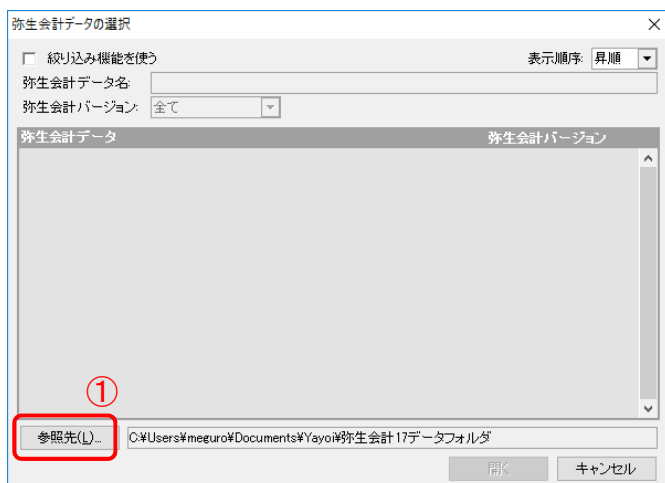 弥生会計データの選択
絞り込み機能を使う 表示順序: 昇順
弥生会計データ名:
弥生会計バージョン: 全て
弥生会計データ 弥生会計バージョン
①
参照先(L)... C:¥Users¥meguro¥Documents¥Yayoi¥弥生会計17データフォルダ
開く キャンセル